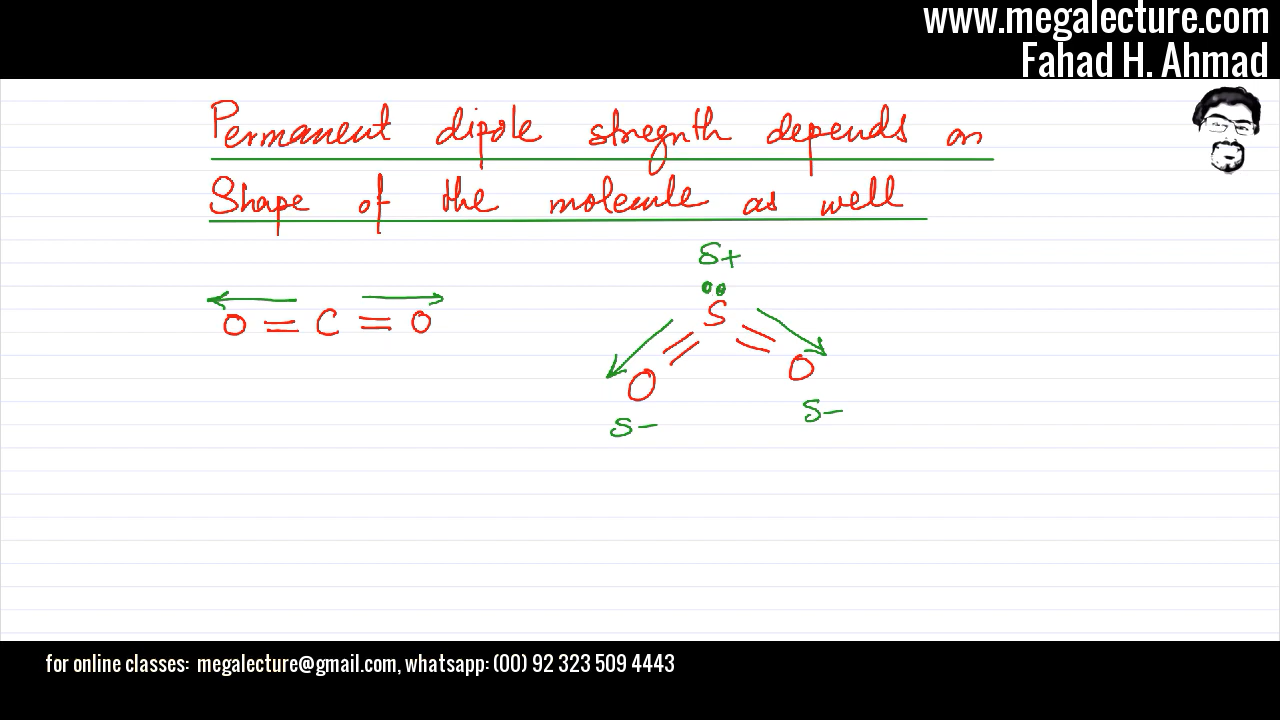 www.megalecture.com
Fahad H. Ahmad
Permanent dipole stregnth depends on
Shape of the molecule as well
δ+
O = C = O
S
O O
δ- δ-
for online classes: megalecture@gmail.com, whatsapp: (00) 92 323 509 4443